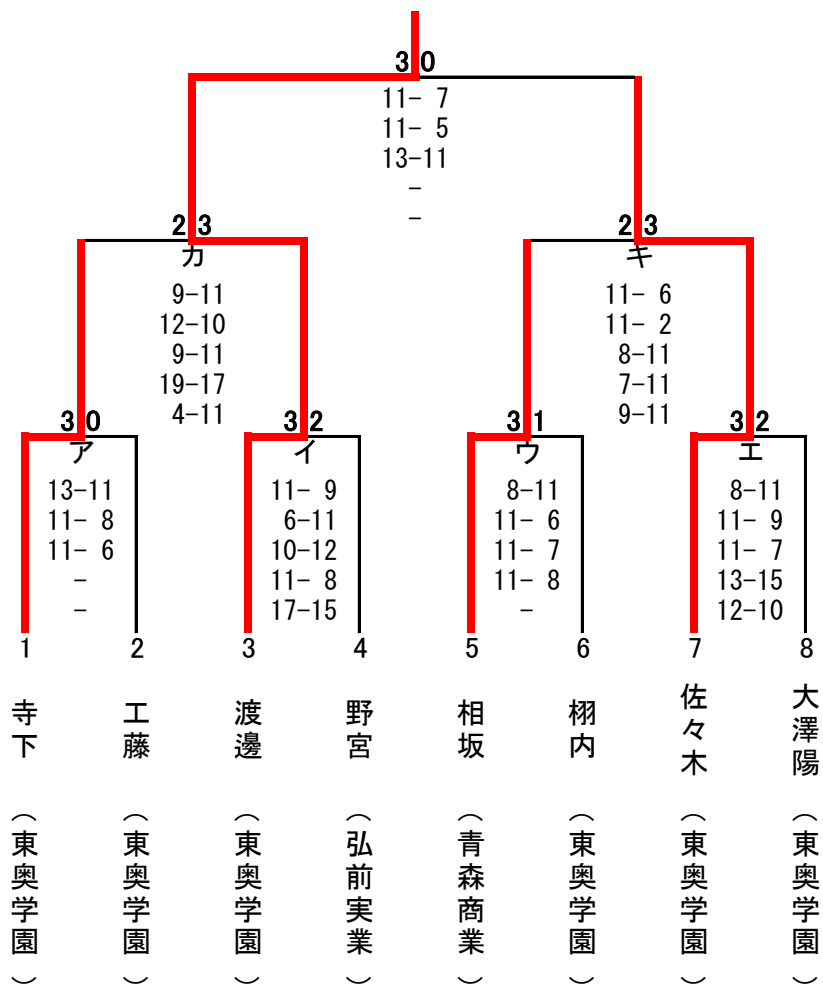 3 0
11- 7
11- 5
13-11
-
-
2 3
カ
9-11
12-10
9-11
19-17
4-11
2 3
キ
11- 6
11- 2
8-11
7-11
9-11
3 0
ア
13-11
11- 8
11- 6
-
-
3 2
イ
11- 9
6-11
10-12
11- 8
17-15
3 1
ウ
8-11
11- 6
11- 7
11- 8
-
3 2
エ
8-11
11- 9
11- 7
13-15
12-10
1
寺下
（東奥学園）
2
工藤
（東奥学園）
3
渡邊
（東奥学園）
4
野宮
（弘前実業）
5
相坂
（青森商業）
6
栩内
（東奥学園）
7
佐々木
（東奥学園）
8
大澤陽
（東奥学園）